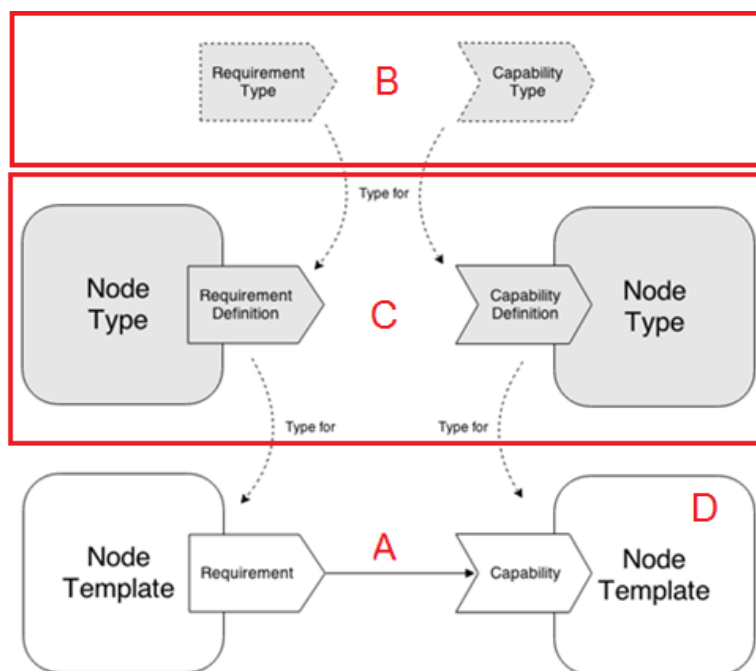 Requirement
Type
B
Capability
Type
Type for
Node
Type
Requirement
Definition
C
Capability
Definition
Node
Type
Type for
Type for
D
Node
Template
Requirement
A
Capability
Node
Template